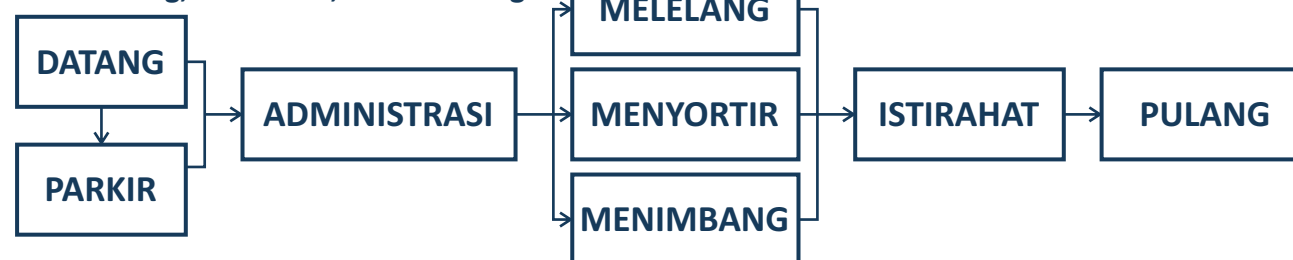 MELELANG
DATANG
ADMINISTRASI
MENYORTIR
ISTIRAHAT
PULANG
PARKIR
MENIMBANG